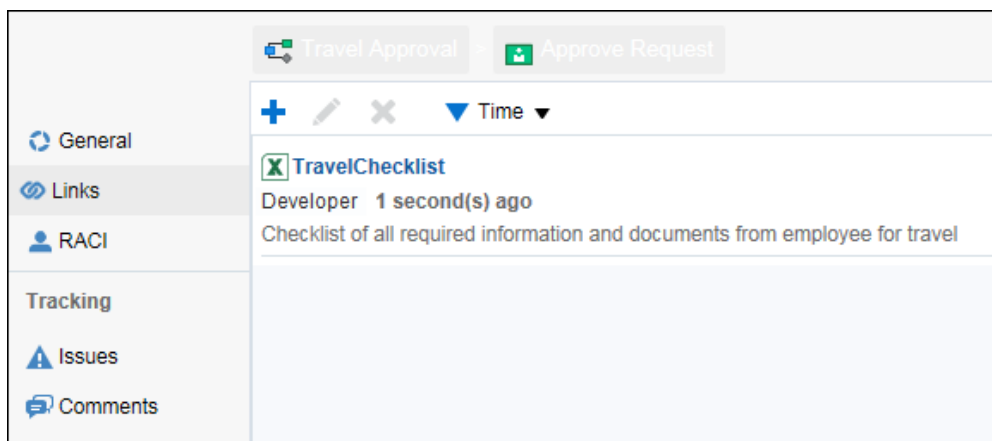 Travel Approval > Approve Request
Time
General
Links
RACI
Tracking
Issues
Comments
TravelChecklist
Developer 1 second(s) ago
Checklist of all required information and documents from employee for travel